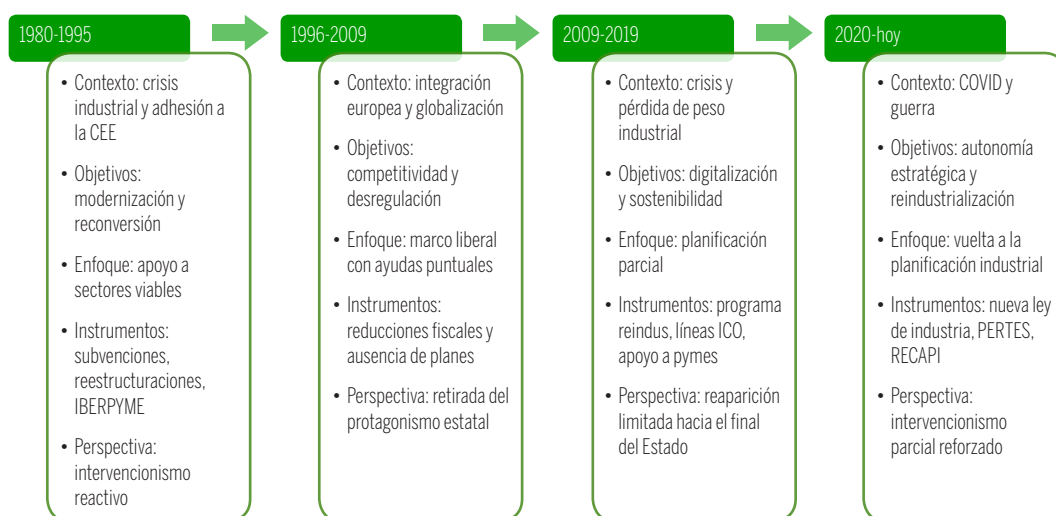 1980-1995
• Contexto: crisis
industrial y adhesión a
la CEE
• Objetivos:
modernización y
reconversión
• Enfoque: apoyo a
sectores viables
• Instrumentos:
subvenciones,
reestructuraciones,
IBERPYME
• Perspectiva:
intervencionismo
reactivo
1996-2009
• Contexto: integración
europea y globalización
• Objetivos:
competitividad y
desregulación
• Enfoque: marco liberal
con ayudas puntuales
• Instrumentos:
reducciones fiscales y
ausencia de planes
• Perspectiva: retirada del
protagonismo estatal
2009-2019
• Contexto: crisis y
pérdida de peso
industrial
• Objetivos: digitalización
y sostenibilidad
• Enfoque: planificación
parcial
• Instrumentos: programa
reindus, líneas ICO,
apoyo a pymes
• Perspectiva: reaparición
limitada hacia el final
del Estado
2020-hoy
• Contexto: COVID y
guerra
• Objetivos: autonomía
estratégica y
reindustrialización
• Enfoque: vuelta a la
planificación industrial
• Instrumentos: nueva ley
de industria, PERTES,
RECAPI
• Perspectiva:
intervencionismo
parcial reforzado